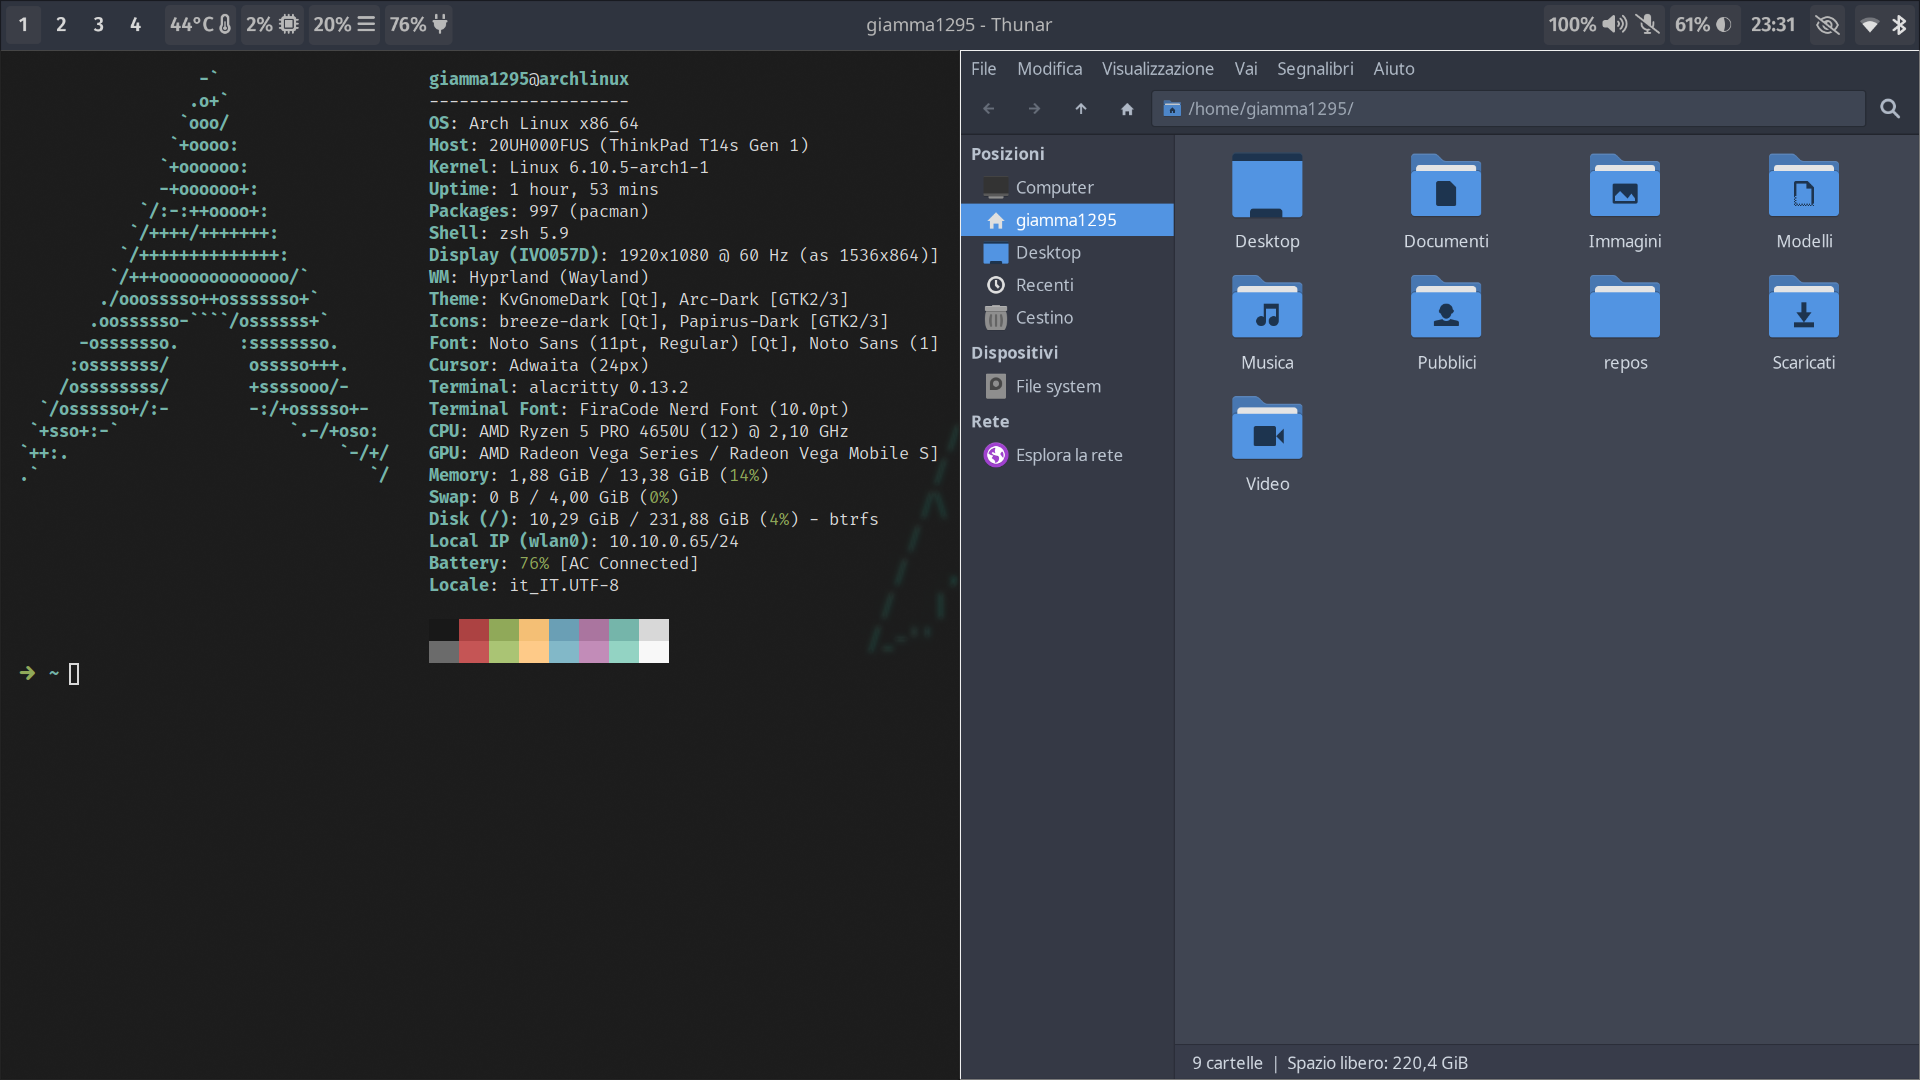 1 2 3 4 44°C 2% 20% 76% giamma1295 - Thunar 100% 61% 23:31
-`
.o+`
`ooo/
`+oooo:
`+oooooo:
-+oooooo+:
`/:-:++oooo+:
`/++++/+++++++:
`/++++++++++++++:
`/+++ooooooooooooo/`
./ooosssso++osssssso+`
.oossssso-````/ossssss+`
-osssssso. :ssssssso.
:osssssss/ osssso+++.
/ossssssss/ +ssssooo/-
`/ossssso+/:- -:/+osssso+-
`+sso+:-` `.-/+oso:
`++:. `-/+/
.` `/
giamma1295@archlinux
--------------------
OS: Arch Linux x86_64
Host: 20UH000FUS (ThinkPad T14s Gen 1)
Kernel: Linux 6.10.5-arch1-1
Uptime: 1 hour, 53 mins
Packages: 997 (pacman)
Shell: zsh 5.9
Display (IVO057D): 1920x1080 @ 60 Hz (as 1536x864)]
WM: Hyprland (Wayland)
Theme: KvGnomeDark [Qt], Arc-Dark [GTK2/3]
Icons: breeze-dark [Qt], Papirus-Dark [GTK2/3]
Font: Noto Sans (11pt, Regular) [Qt], Noto Sans (1]
Cursor: Adwaita (24px)
Terminal: alacritty 0.13.2
Terminal Font: FiraCode Nerd Font (10.0pt)
CPU: AMD Ryzen 5 PRO 4650U (12) @ 2,10 GHz
GPU: AMD Radeon Vega Series / Radeon Vega Mobile S]
Memory: 1,88 GiB / 13,38 GiB (14%)
Swap: 0 B / 4,00 GiB (0%)
Disk (/): 10,29 GiB / 231,88 GiB (4%) - btrfs
Local IP (wlan0): 10.10.0.65/24
Battery: 76% [AC Connected]
Locale: it_IT.UTF-8
➜ ~
File Modifica Visualizzazione Vai Segnalibri Aiuto
/home/giamma1295/
Posizioni
Computer
giamma1295
Desktop
Recenti
Cestino
Dispositivi
File system
Rete
Esplora la rete
Desktop Documenti Immagini Modelli
Musica Pubblici repos Scaricati
Video
9 cartelle | Spazio libero: 220,4 GiB